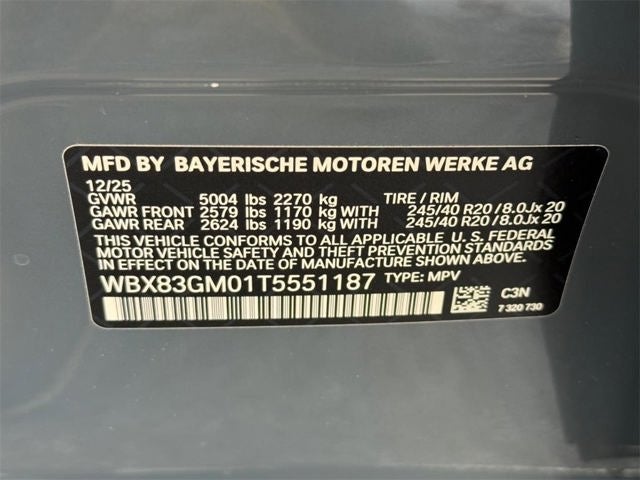 MFD BY BAYERISCHE MOTOREN WERKE AG
12/25
GVWR 5004 lbs 2270 kg TIRE / RIM
GAWR FRONT 2579 lbs 1170 kg WITH 245/40 R20 / 8.0Jx 20
GAWR REAR 2624 lbs 1190 kg WITH 245/40 R20 / 8.0Jx 20
THIS VEHICLE CONFORMS TO ALL APPLICABLE U.S. FEDERAL
MOTOR VEHICLE SAFETY, BUMPER, AND THEFT PREVENTION
STANDARDS IN EFFECT ON THE DATE OF MANUFACTURE SHOWN ABOVE.
WBX83GM01T5551187 TYPE: MPV
C3N
7 320 730